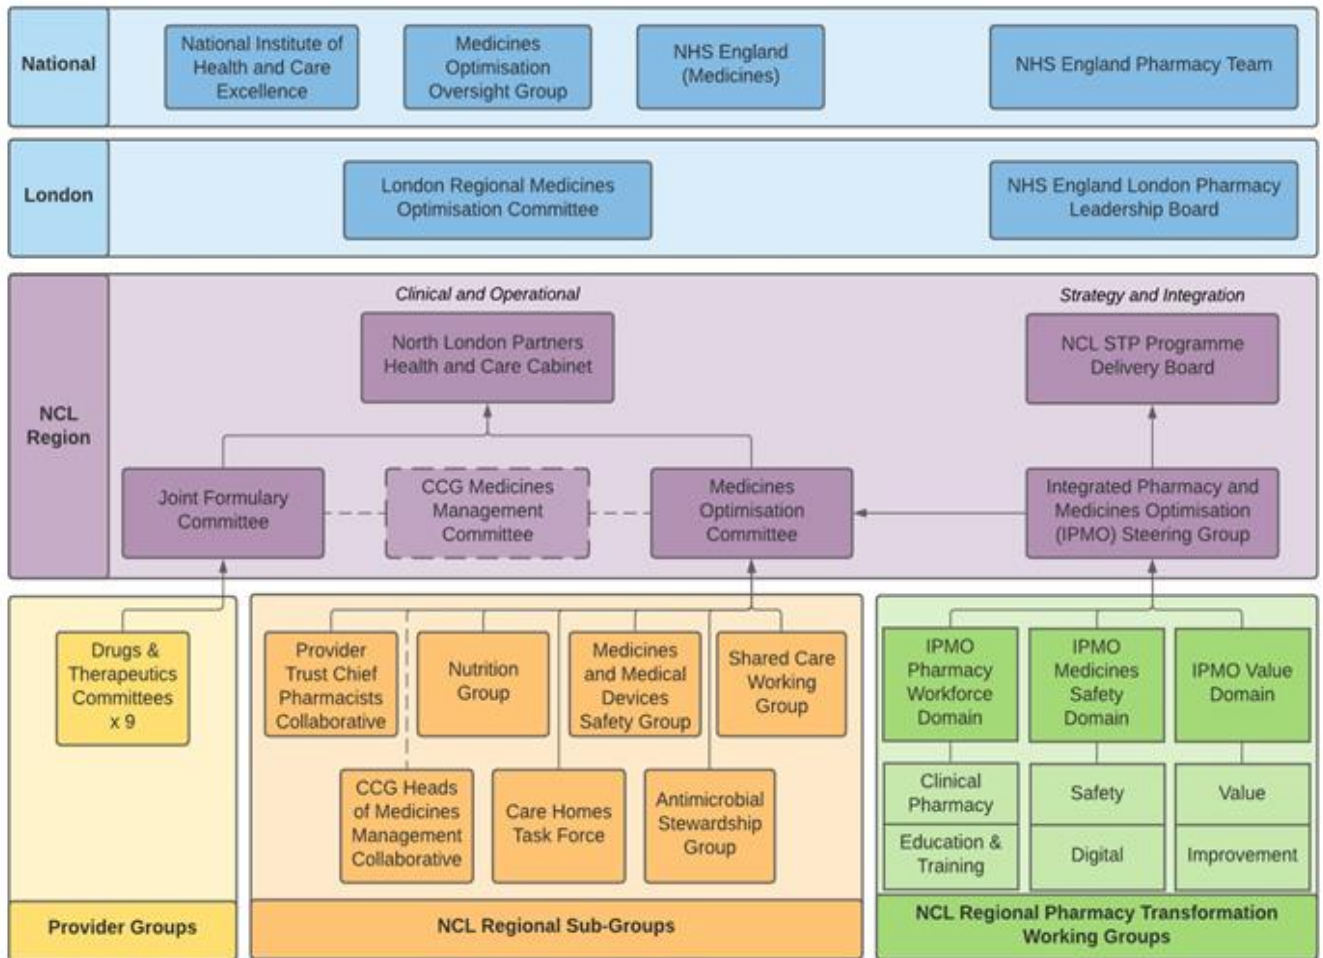 National
National Institute of
Health and Care
Excellence
Medicines
Optimisation
Oversight Group
NHS England
(Medicines)
NHS England Pharmacy Team
London
London Regional Medicines
Optimisation Committee
NHS England London Pharmacy
Leadership Board
NCL
Region
Clinical and Operational
North London Partners
Health and Care Cabinet
Strategy and Integration
NCL STP Programme
Delivery Board
Joint Formulary
Committee
CCG Medicines
Management
Committee
Medicines
Optimisation
Committee
Integrated Pharmacy and
Medicines Optimisation
(IPMO) Steering Group
Drugs &
Therapeutics
Committees
x 9
Provider Groups
Provider
Trust Chief
Pharmacists
Collaborative
Nutrition
Group
Medicines
and Medical
Devices
Safety Group
Shared Care
Working
Group
CCG Heads
of Medicines
Management
Collaborative
Care Homes
Task Force
Antimicrobial
Stewardship
Group
NCL Regional Sub-Groups
IPMO
Pharmacy
Workforce
Domain
IPMO
Medicines
Safety
Domain
IPMO Value
Domain
Clinical
Pharmacy
Safety
Value
Education &
Training
Digital
Improvement
NCL Regional Pharmacy Transformation
Working Groups